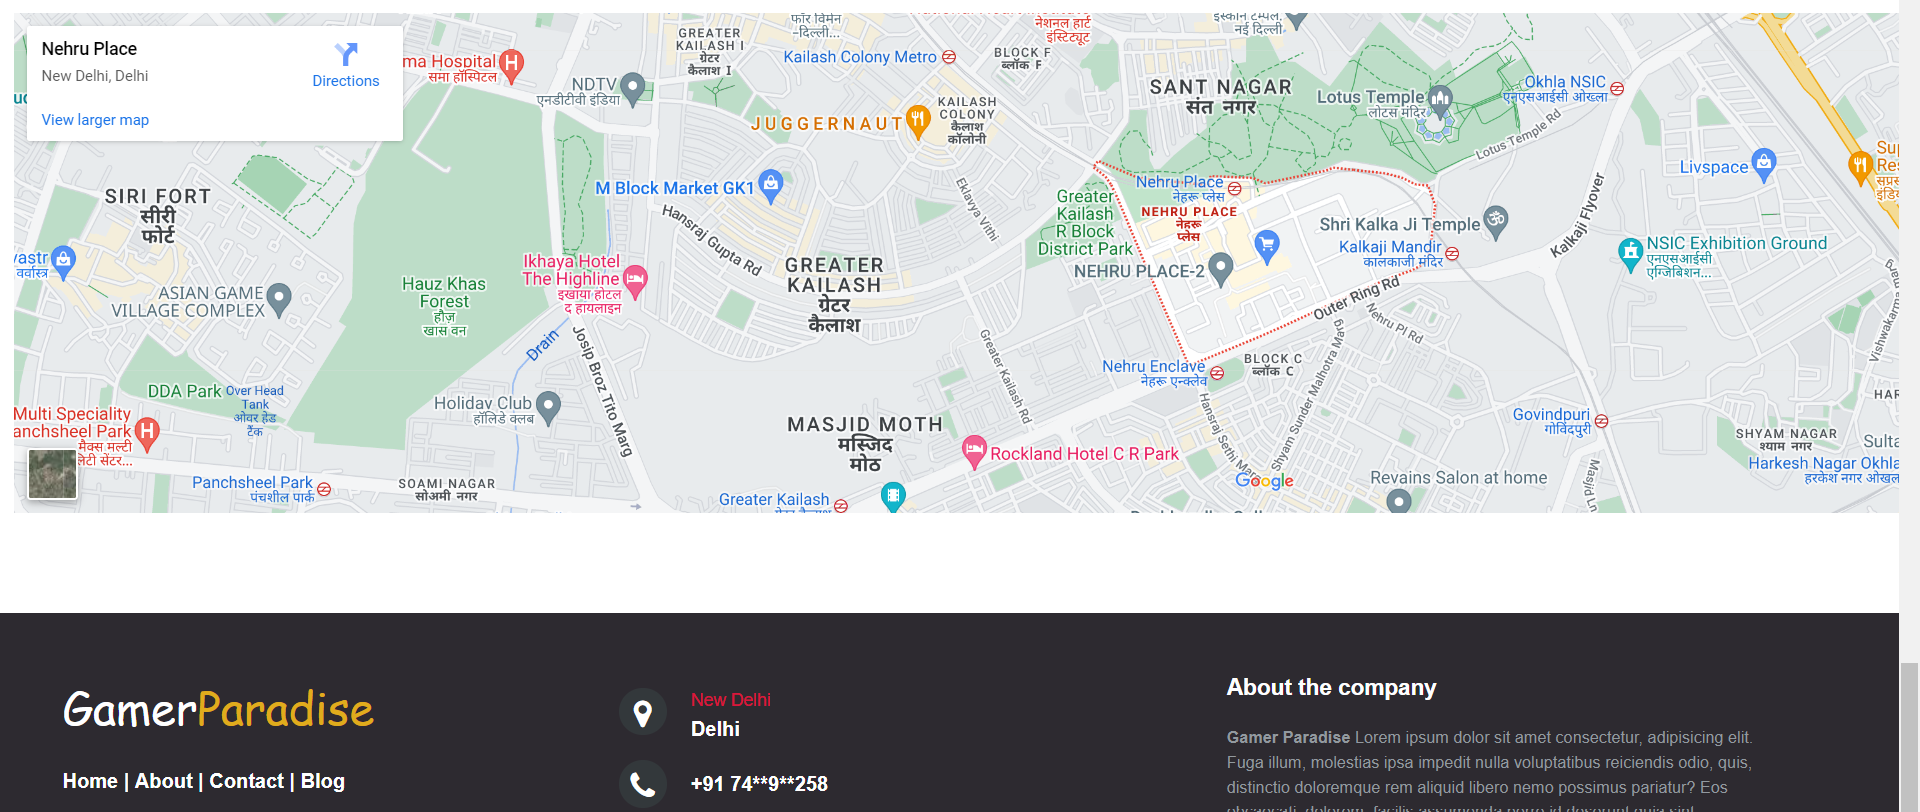 Nehru Place
New Delhi, Delhi
Directions
View larger map
ma Hospital
समा हॉस्पिटल
GREATER
KAILASH I
ग्रेटर
कैलाश I
NDTV
एनडीटीवी इंडिया
फॉर विमेन
-दिल्ली...
Kailash Colony Metro
नेशनल हार्ट
इंस्टिट्यूट
BLOCK F
ब्लॉक F
नई दिल्ली
SANT NAGAR
संत नगर
Lotus Temple
लोटस मंदिर
Okhla NSIC
एनएसआईसी ओखला
Lotus Temple Rd
JUGGERNAUT
KAILASH
COLONY
कैलाश
कॉलोनी
Livspace
SIRI FORT
सीरी
फोर्ट
M Block Market GK1
Hansraj Gupta Rd
Eklavya Vithi
Nehru Place
नेहरू प्लेस
NEHRU PLACE
नेहरू
प्लेस
Greater
Kailash
R Block
District Park
NEHRU PLACE-2
Shri Kalka Ji Temple
Kalkaji Mandir
कालकाजी मंदिर
Kalkaji Flyover
NSIC Exhibition Ground
एनएसआईसी
एग्जिबिशन...
vastr
वर्वास्त्र
ASIAN GAME
VILLAGE COMPLEX
Hauz Khas
Forest
हौज़
खास वन
Ikhaya Hotel
The Highline
इखाया होटल
द हायलाइन
GREATER
KAILASH
ग्रेटर
कैलाश
Outer Ring Rd
Nehru Pl Rd
Drain
Josip Broz Tito Marg
Greater Kailash Rd
Nehru Enclave
नेहरू एन्क्लेव
BLOCK C
ब्लॉक C
Shyam Sunder Malhotra Mar
Hansraj Sethi Marg
DDA Park
Over Head
Tank
ओवर हेड
टैंक
Multi Speciality
anchsheel Park
मैक्स मल्टी
लिटी सेंटर...
Holiday Club
हॉलिडे क्लब
MASJID MOTH
मस्जिद
मोठ
Rockland Hotel C R Park
Govindpuri
गोविंदपुरी
SHYAM NAGAR
श्याम नगर
HAR
Sulta
Harkesh Nagar Okhla
हरकेश नगर ओखल
Panchsheel Park
पंचशील पार्क
SOAMI NAGAR
सोअमी नगर
Greater Kailash
Google
Revains Salon at home
Masjid Ln
GamerParadise
Home | About | Contact | Blog
New Delhi
Delhi
+91 74**9**258
About the company
Gamer Paradise Lorem ipsum dolor sit amet consectetur, adipisicing elit.
Fuga illum, molestias ipsa impedit nulla voluptatibus reiciendis odio, quis,
distinctio doloremque rem aliquid libero nemo possimus pariatur? Eos